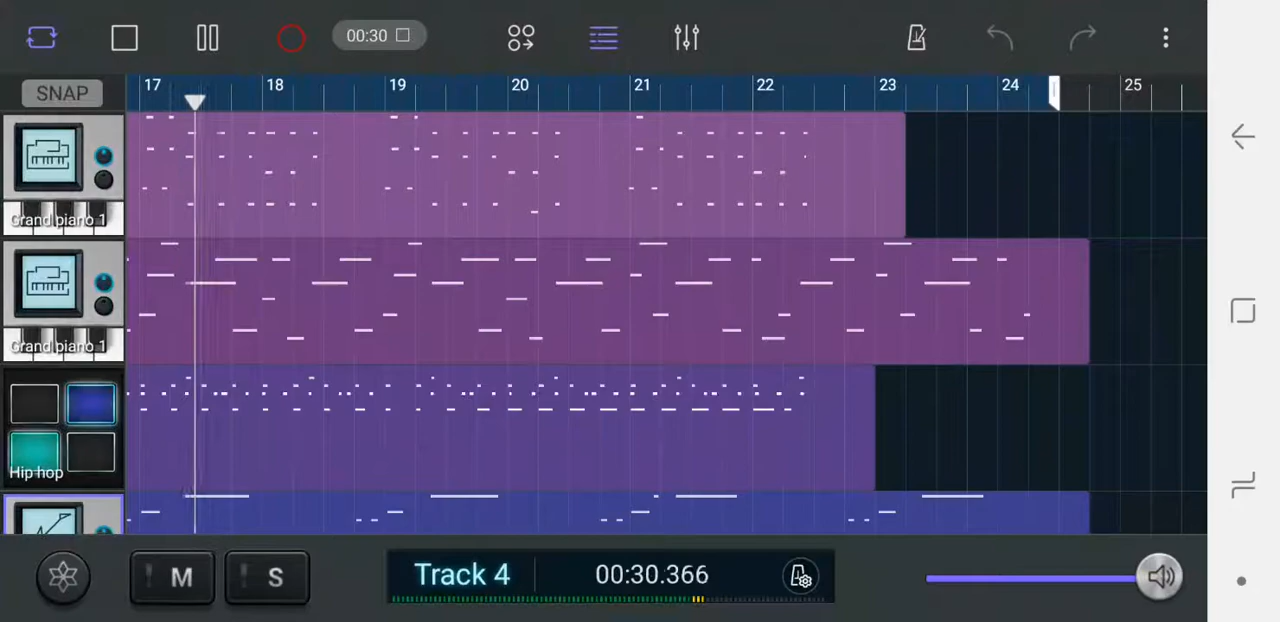 00:30
SNAP
17 18 19 20 21 22 23 24 25
Grand piano 1
Grand piano 1
Hip hop
M
S
Track 4
00:30.366